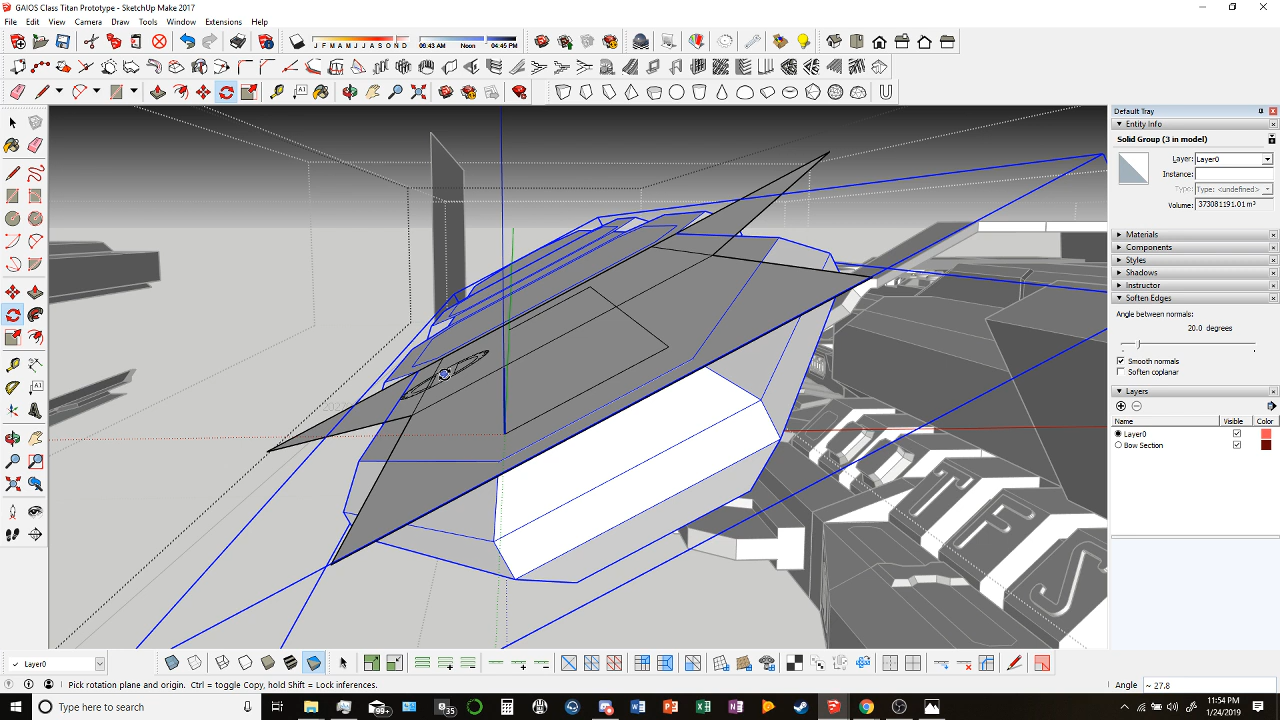 GAIOS Class Titan Prototype - SketchUp Make 2017
File Edit View Camera Draw Tools Window Extensions Help
J F M A M J J A S O N D
06:43 AM Noon 04:45 PM
Default Tray
Entity Info
Solid Group (3 in model)
Layer: Layer0
Instance:
Type: Type: <undefined>
Volume: 373081191.01 m³
Materials
Components
Styles
Shadows
Instructor
Soften Edges
Angle between normals:
20.0 degrees
Smooth normals
Soften coplanar
Layers
Name Visible Color
Layer0
Bow Section
T F S
Layer0
Pick rotation plane and origin. Ctrl = toggle Copy, hold Shift = Lock inferences.
Angle ~ 27.8
Type here to search
99+
35
11:54 PM
1/24/2019